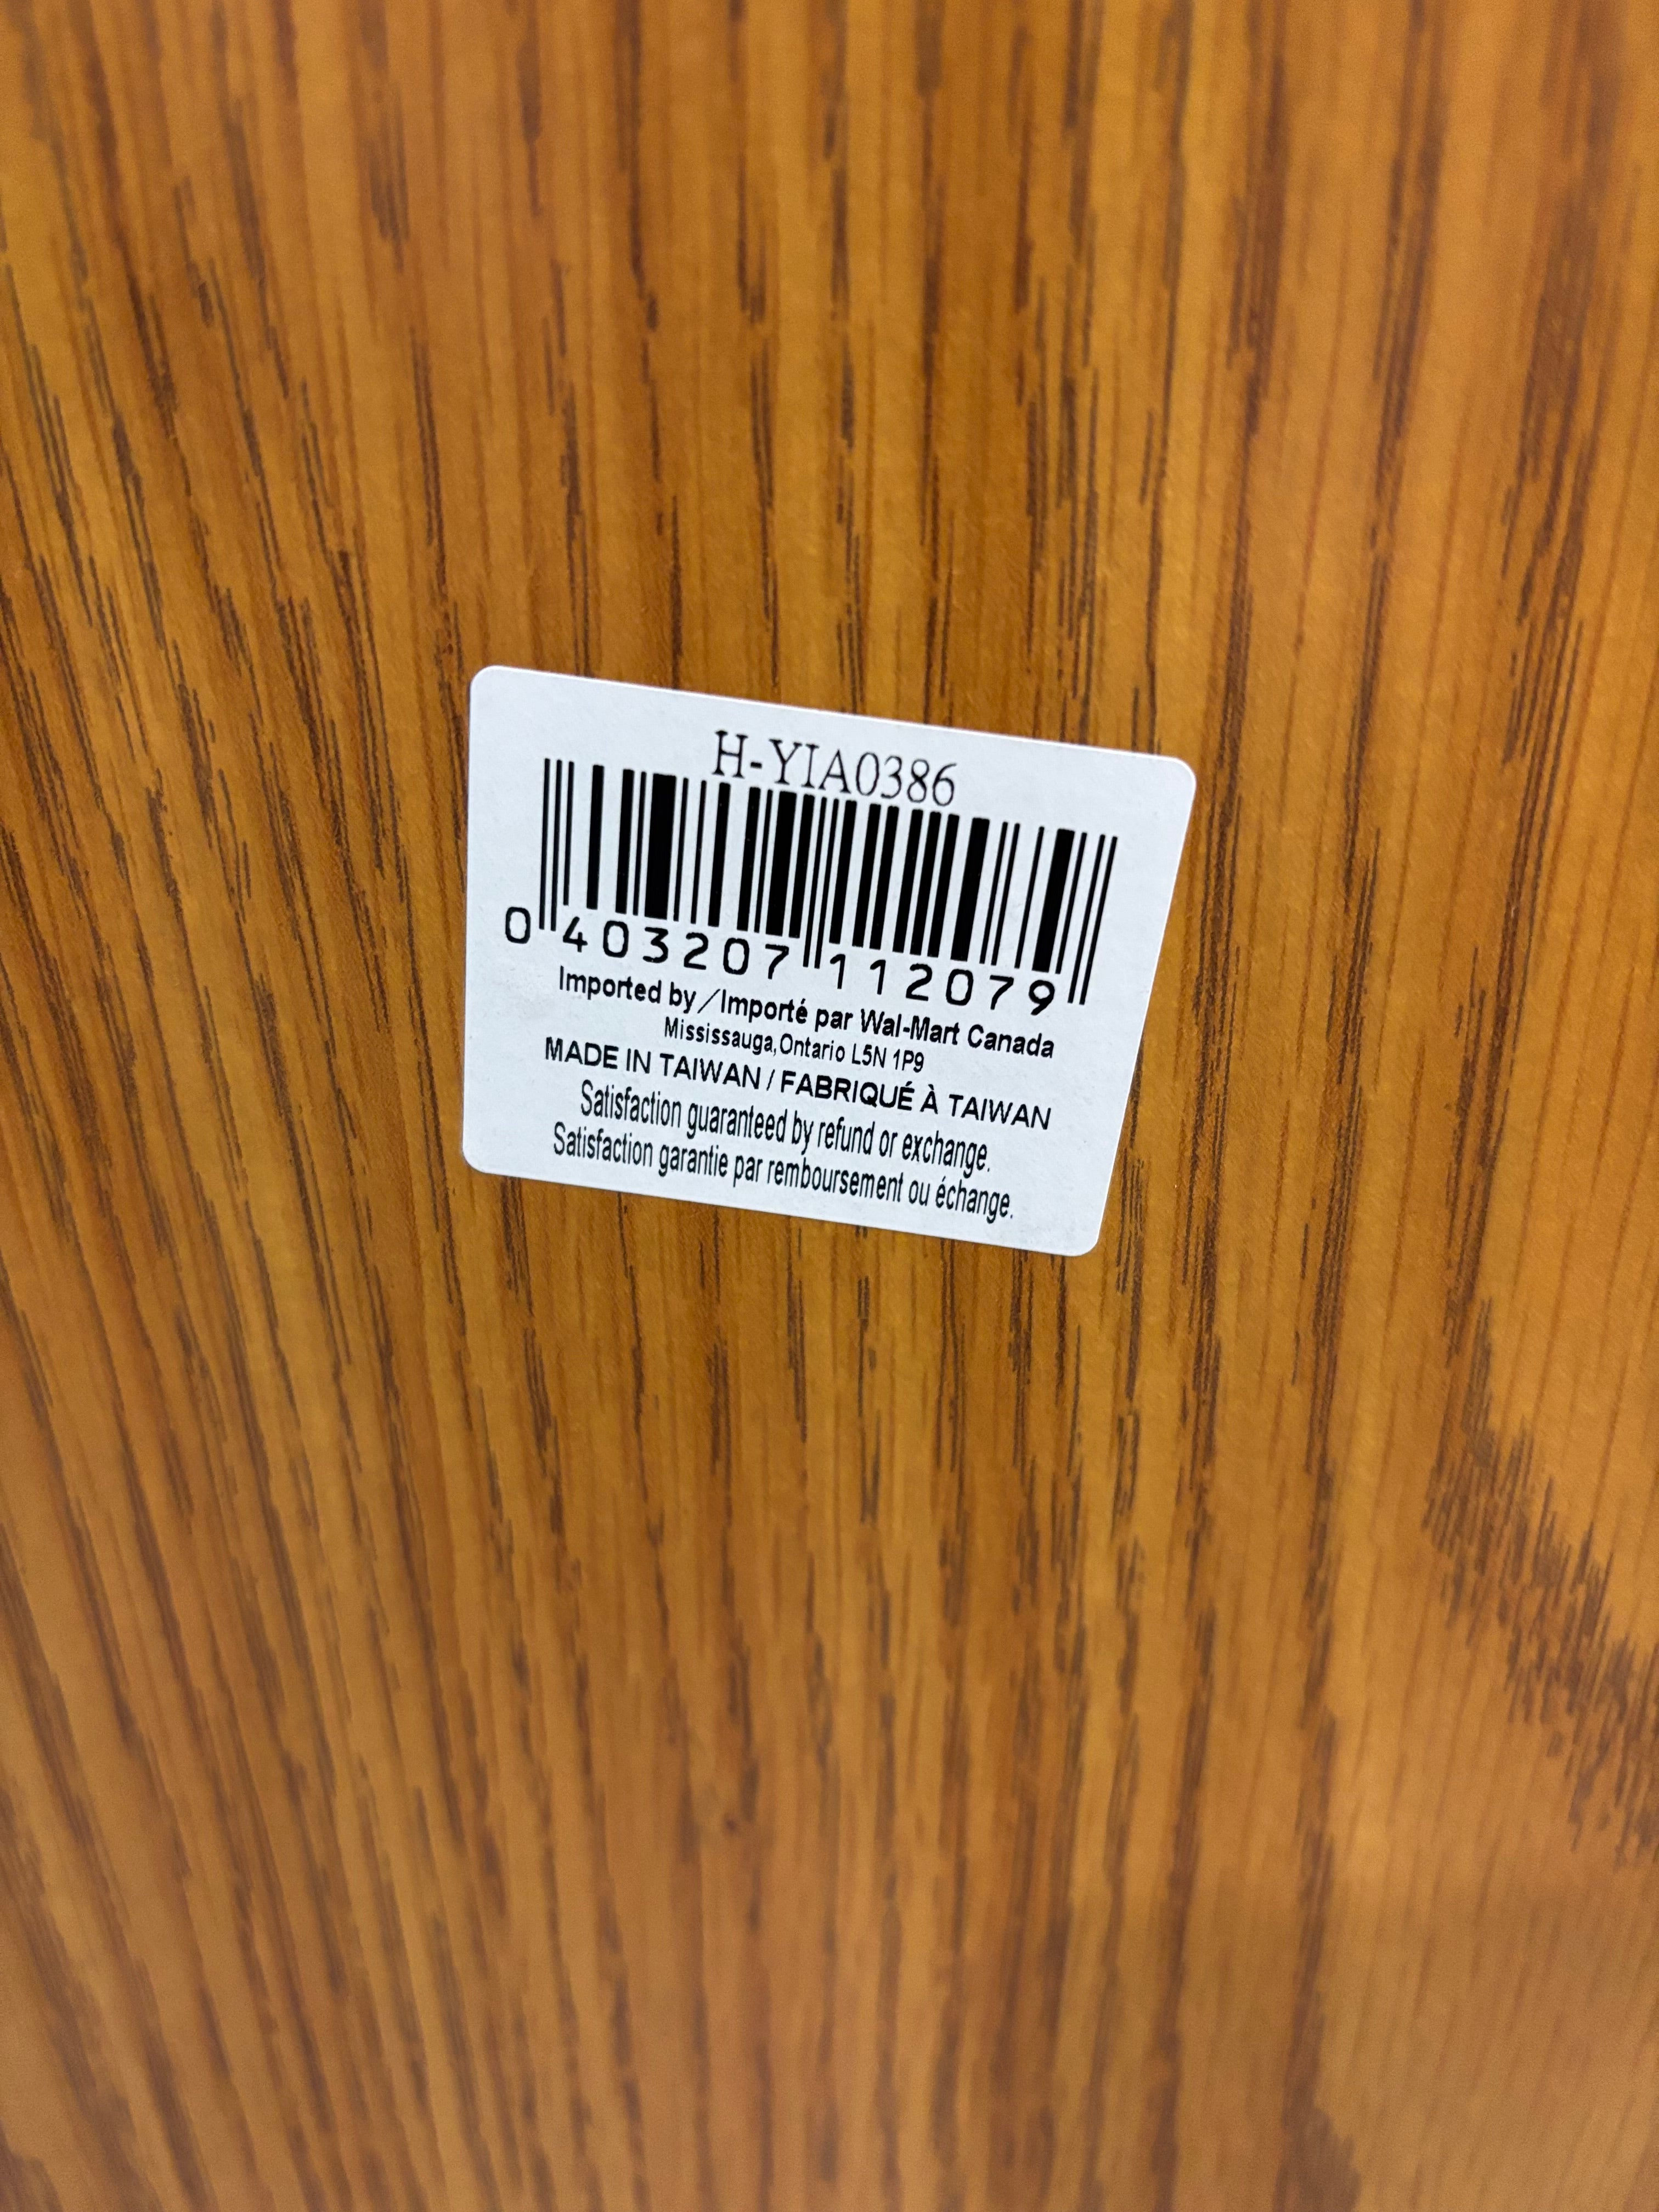 H-YIA0386
0 403207 112079
Imported by/Importé par Wal-Mart Canada
Mississauga,Ontario L5N 1P9
MADE IN TAIWAN / FABRIQUÉ À TAIWAN
Satisfaction guaranteed by refund or exchange.
Satisfaction garantie par remboursement ou échange.